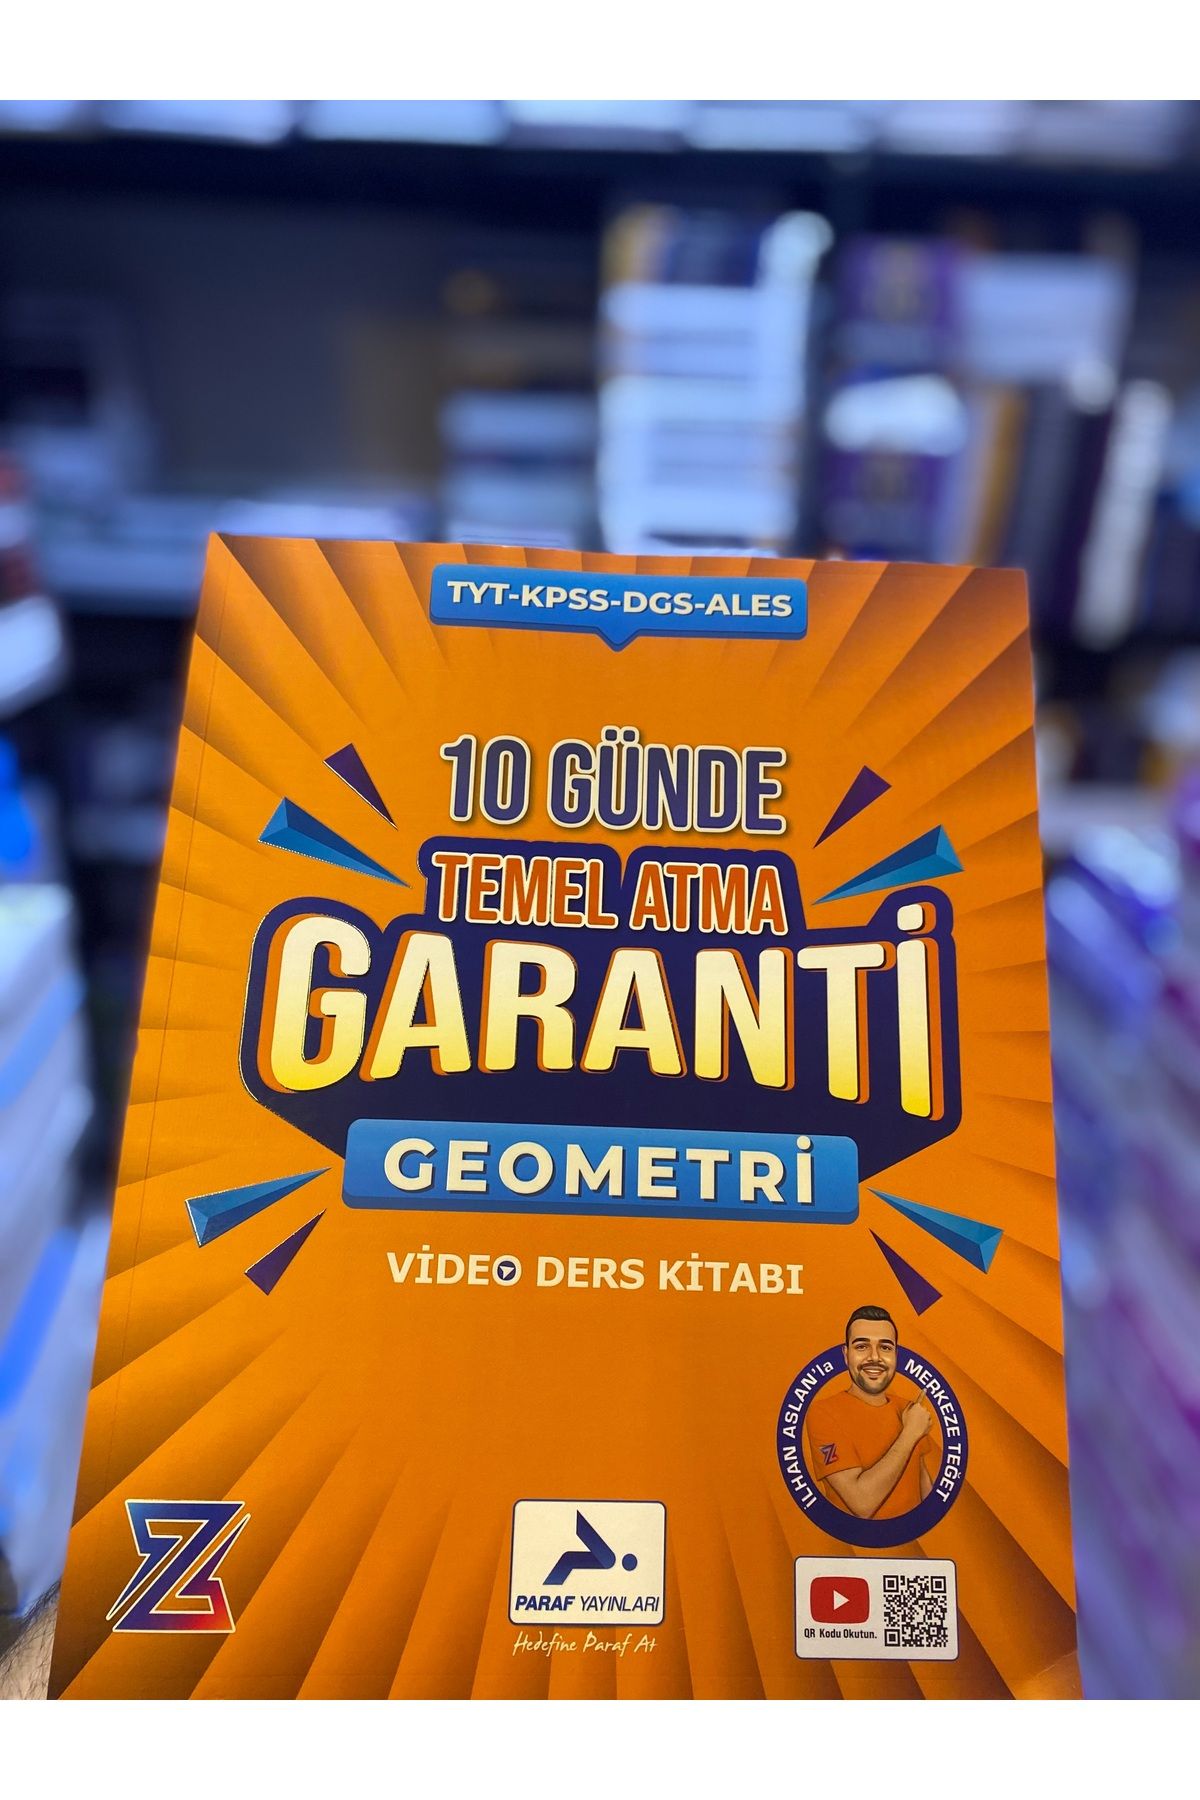 TYT-KPSS-DGS-ALES
10 GÜNDE
TEMEL ATMA
GARANTİ
GEOMETRİ
VİDEO DERS KİTABI
İLHAN ASLAN'la MERKEZE TEĞET
PARAF YAYINLARI
Hedefine Paraf At
QR Kodu Okutun.